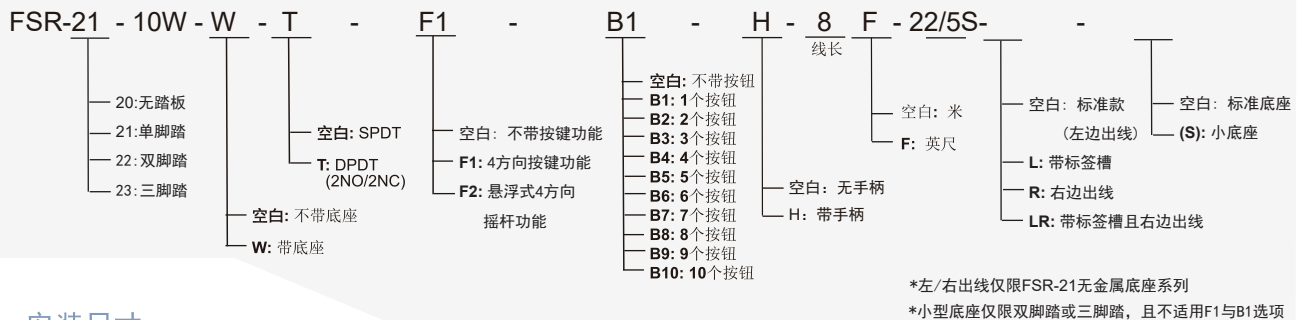 FSR-21 - 10W - W - T - F1 - B1 - H - 8 F - 22/5S- -
线长
20:无踏板
21:单脚踏
22:双脚踏
23:三脚踏
空白:不带底座
W: 带底座
空白: SPDT
T: DPDT
(2NO/2NC)
空白: 不带按键功能
F1: 4方向按键功能
F2: 悬浮式4方向
摇杆功能
空白: 不带按钮
B1: 1个按钮
B2: 2个按钮
B3: 3个按钮
B4: 4个按钮
B5: 5个按钮
B6: 6个按钮
B7: 7个按钮
B8: 8个按钮
B9: 9个按钮
B10: 10个按钮
空白: 无手柄
H: 带手柄
空白: 米
F: 英尺
空白: 标准款
(左边出线)
L: 带标签槽
R: 右边出线
LR: 带标签槽且右边出线
空白: 标准底座
(S): 小底座
*左/右出线仅限FSR-21无金属底座系列
*小型底座仅限双脚踏或三脚踏，且不适用F1与B1选项
安装尺寸